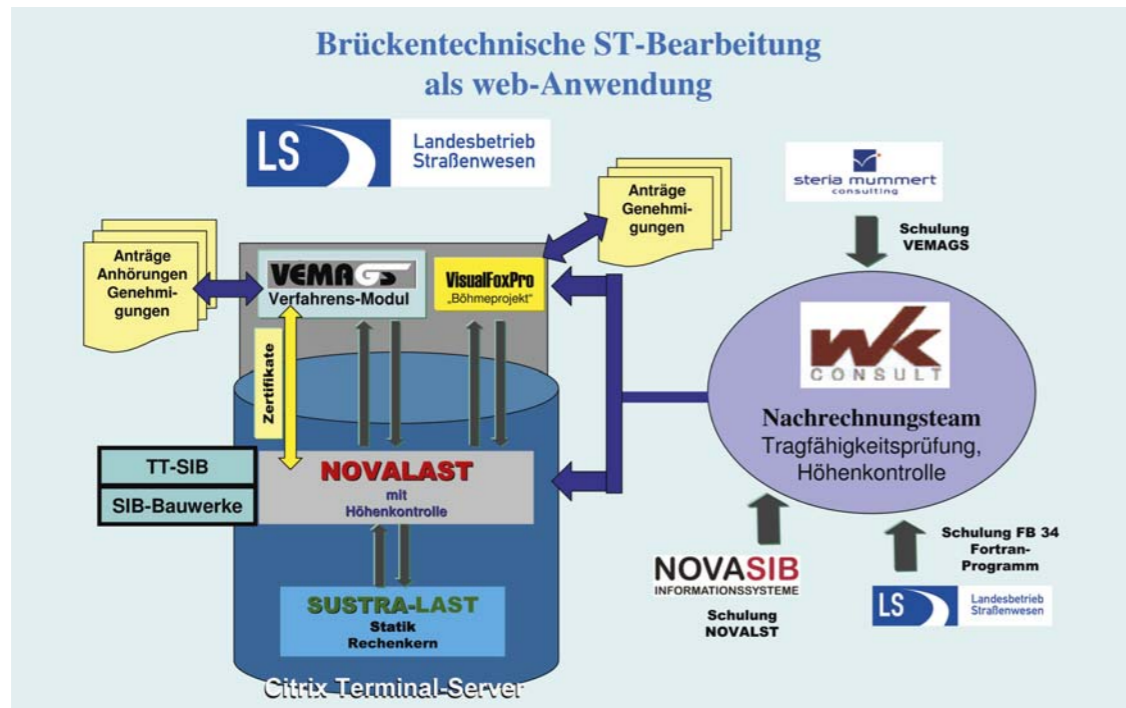 Brückentechnische ST-Bearbeitung
als web-Anwendung
LS
Landesbetrieb
Straßenwesen
Anträge
Genehmi-
gungen
steria mummert
consulting
Schulung
VEMAGS
Anträge
Anhörungen
Genehmi-
gungen
VEMAGS
Verfahrens-Modul
VisualFoxPro
„Böhmeprojekt“
Zertifikate
WK
CONSULT
Nachrechnungsteam
Tragfähigkeitsprüfung,
Höhenkontrolle
TT-SIB
SIB-Bauwerke
NOVALAST
mit
Höhenkontrolle
SUSTRA-LAST
Statik
Rechenkern
Citrix Terminal-Server
NOVASIB
INFORMATIONSSYSTEME
Schulung
NOVALST
Schulung FB 34
Fortran-
Programm
LS
Landesbetrieb
Straßenwesen